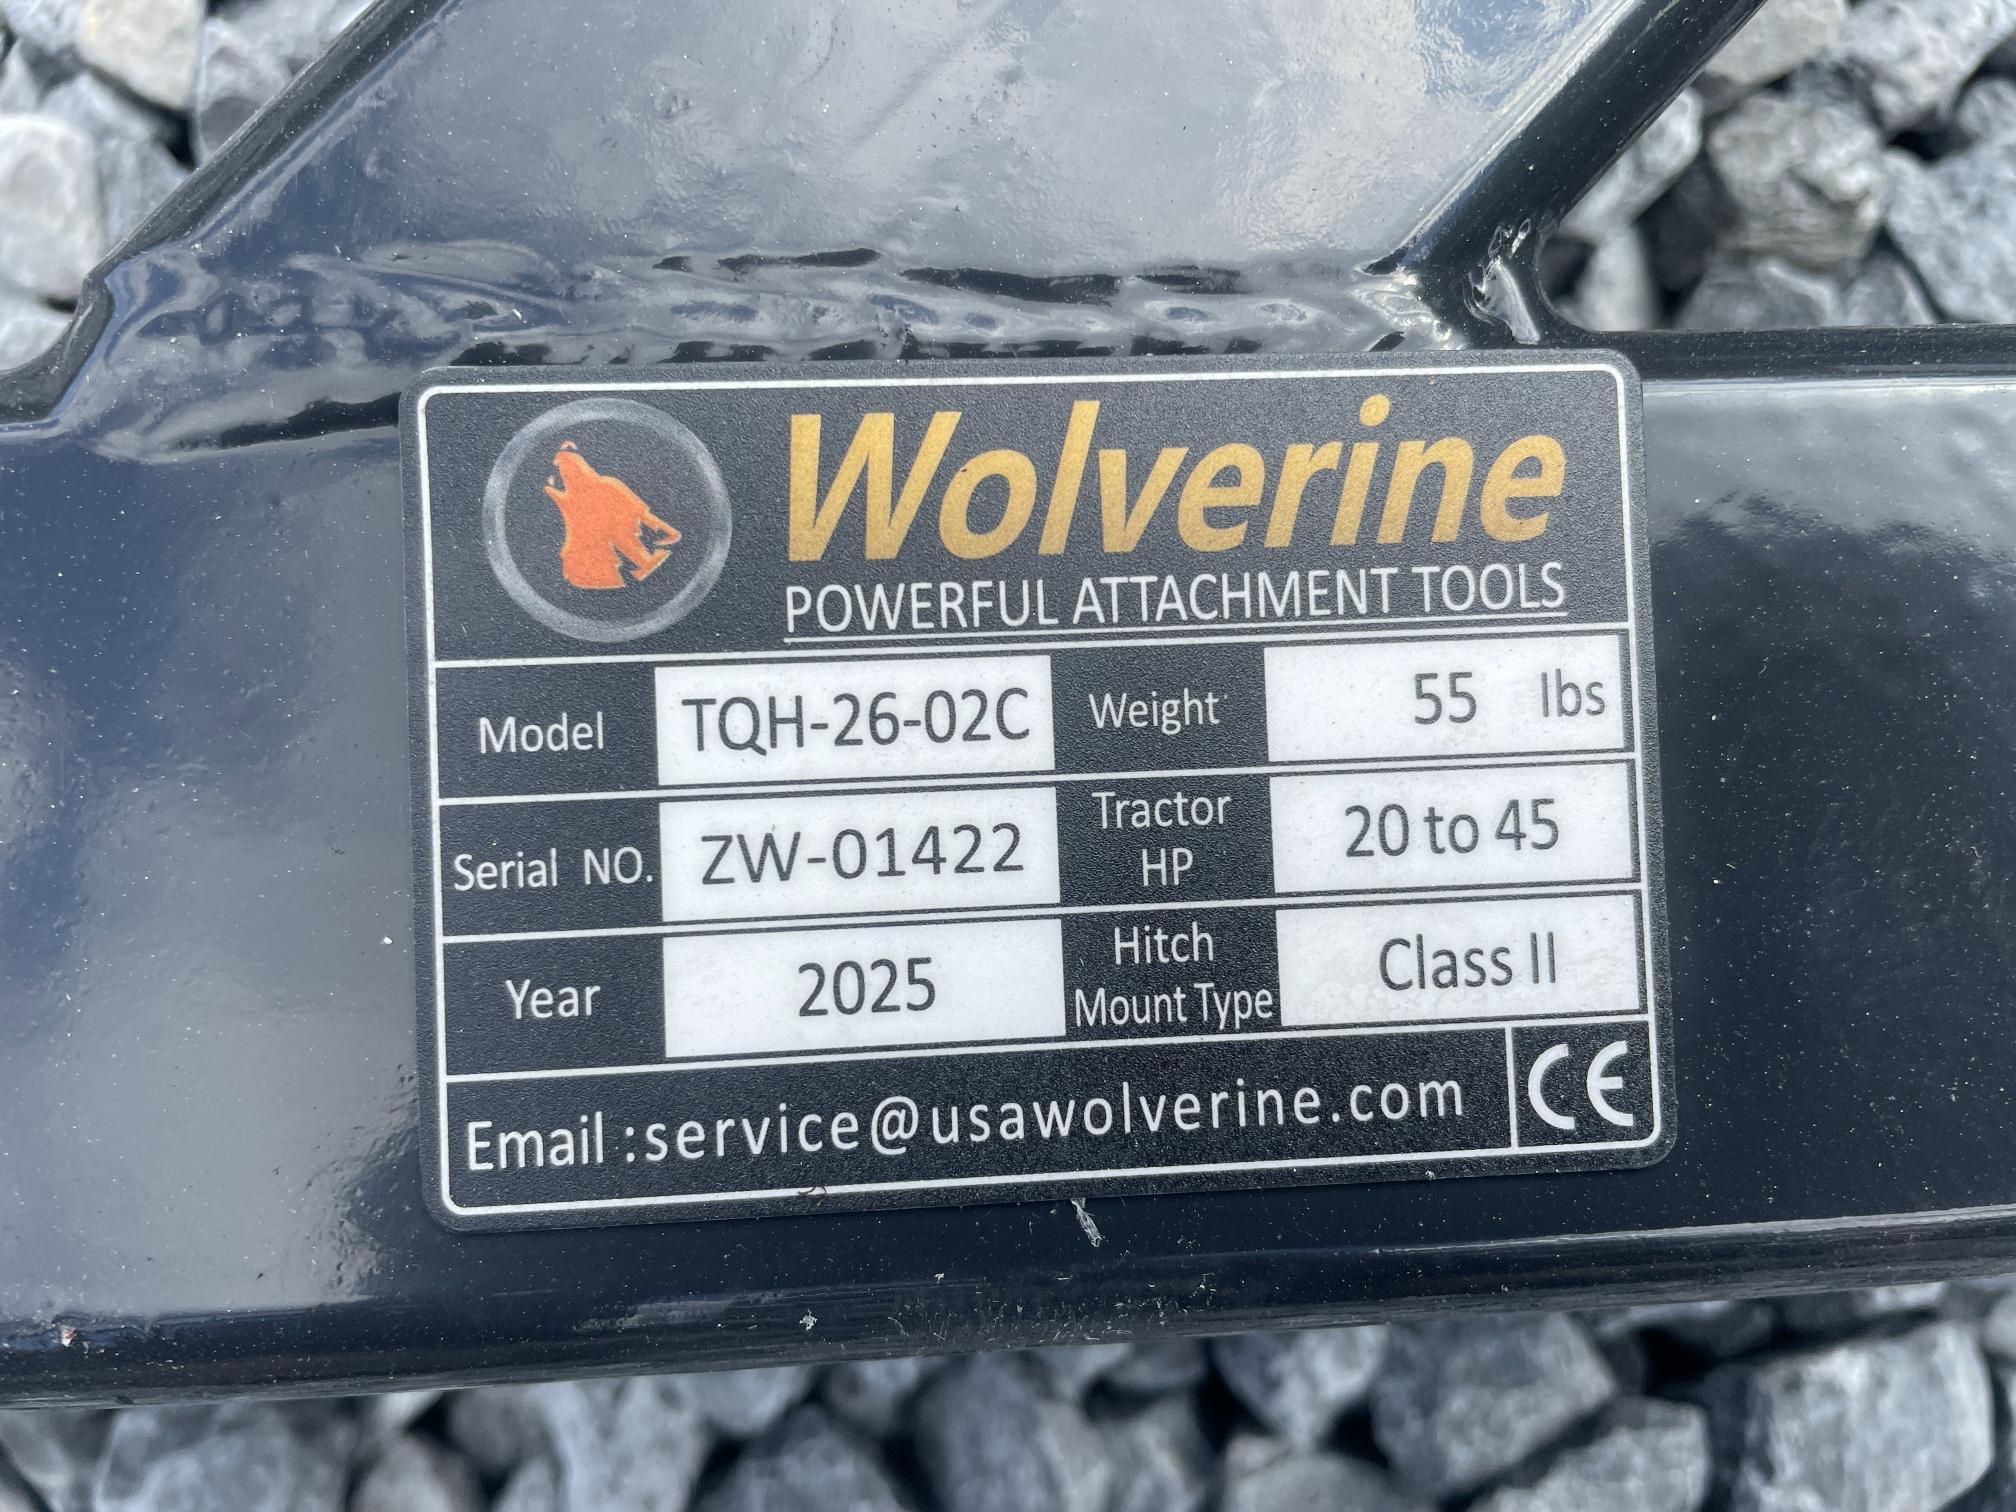 Wolverine
POWERFUL ATTACHMENT TOOLS
Model TQH-26-02C Weight 55 lbs
Serial NO. ZW-01422 Tractor HP 20 to 45
Year 2025 Hitch Mount Type Class II
Email :service@usawolverine.com CE